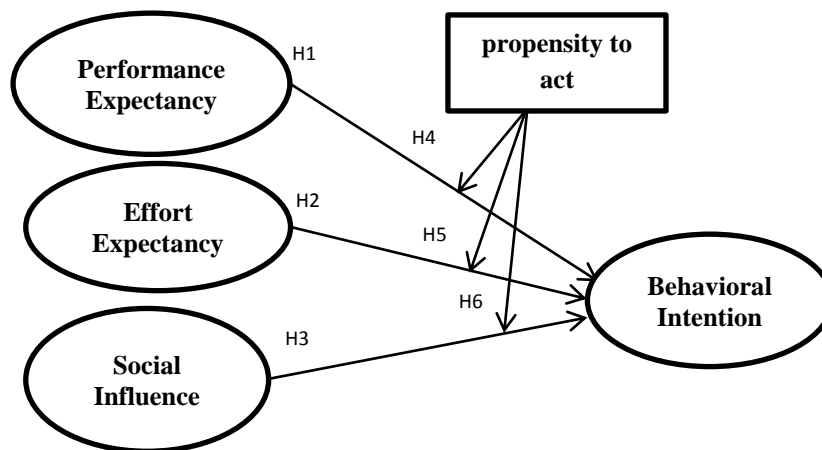 H1
Performance
Expectancy
propensity to
act
H4
H2
Effort
Expectancy
H5
H6
Behavioral
Intention
H3
Social
Influence